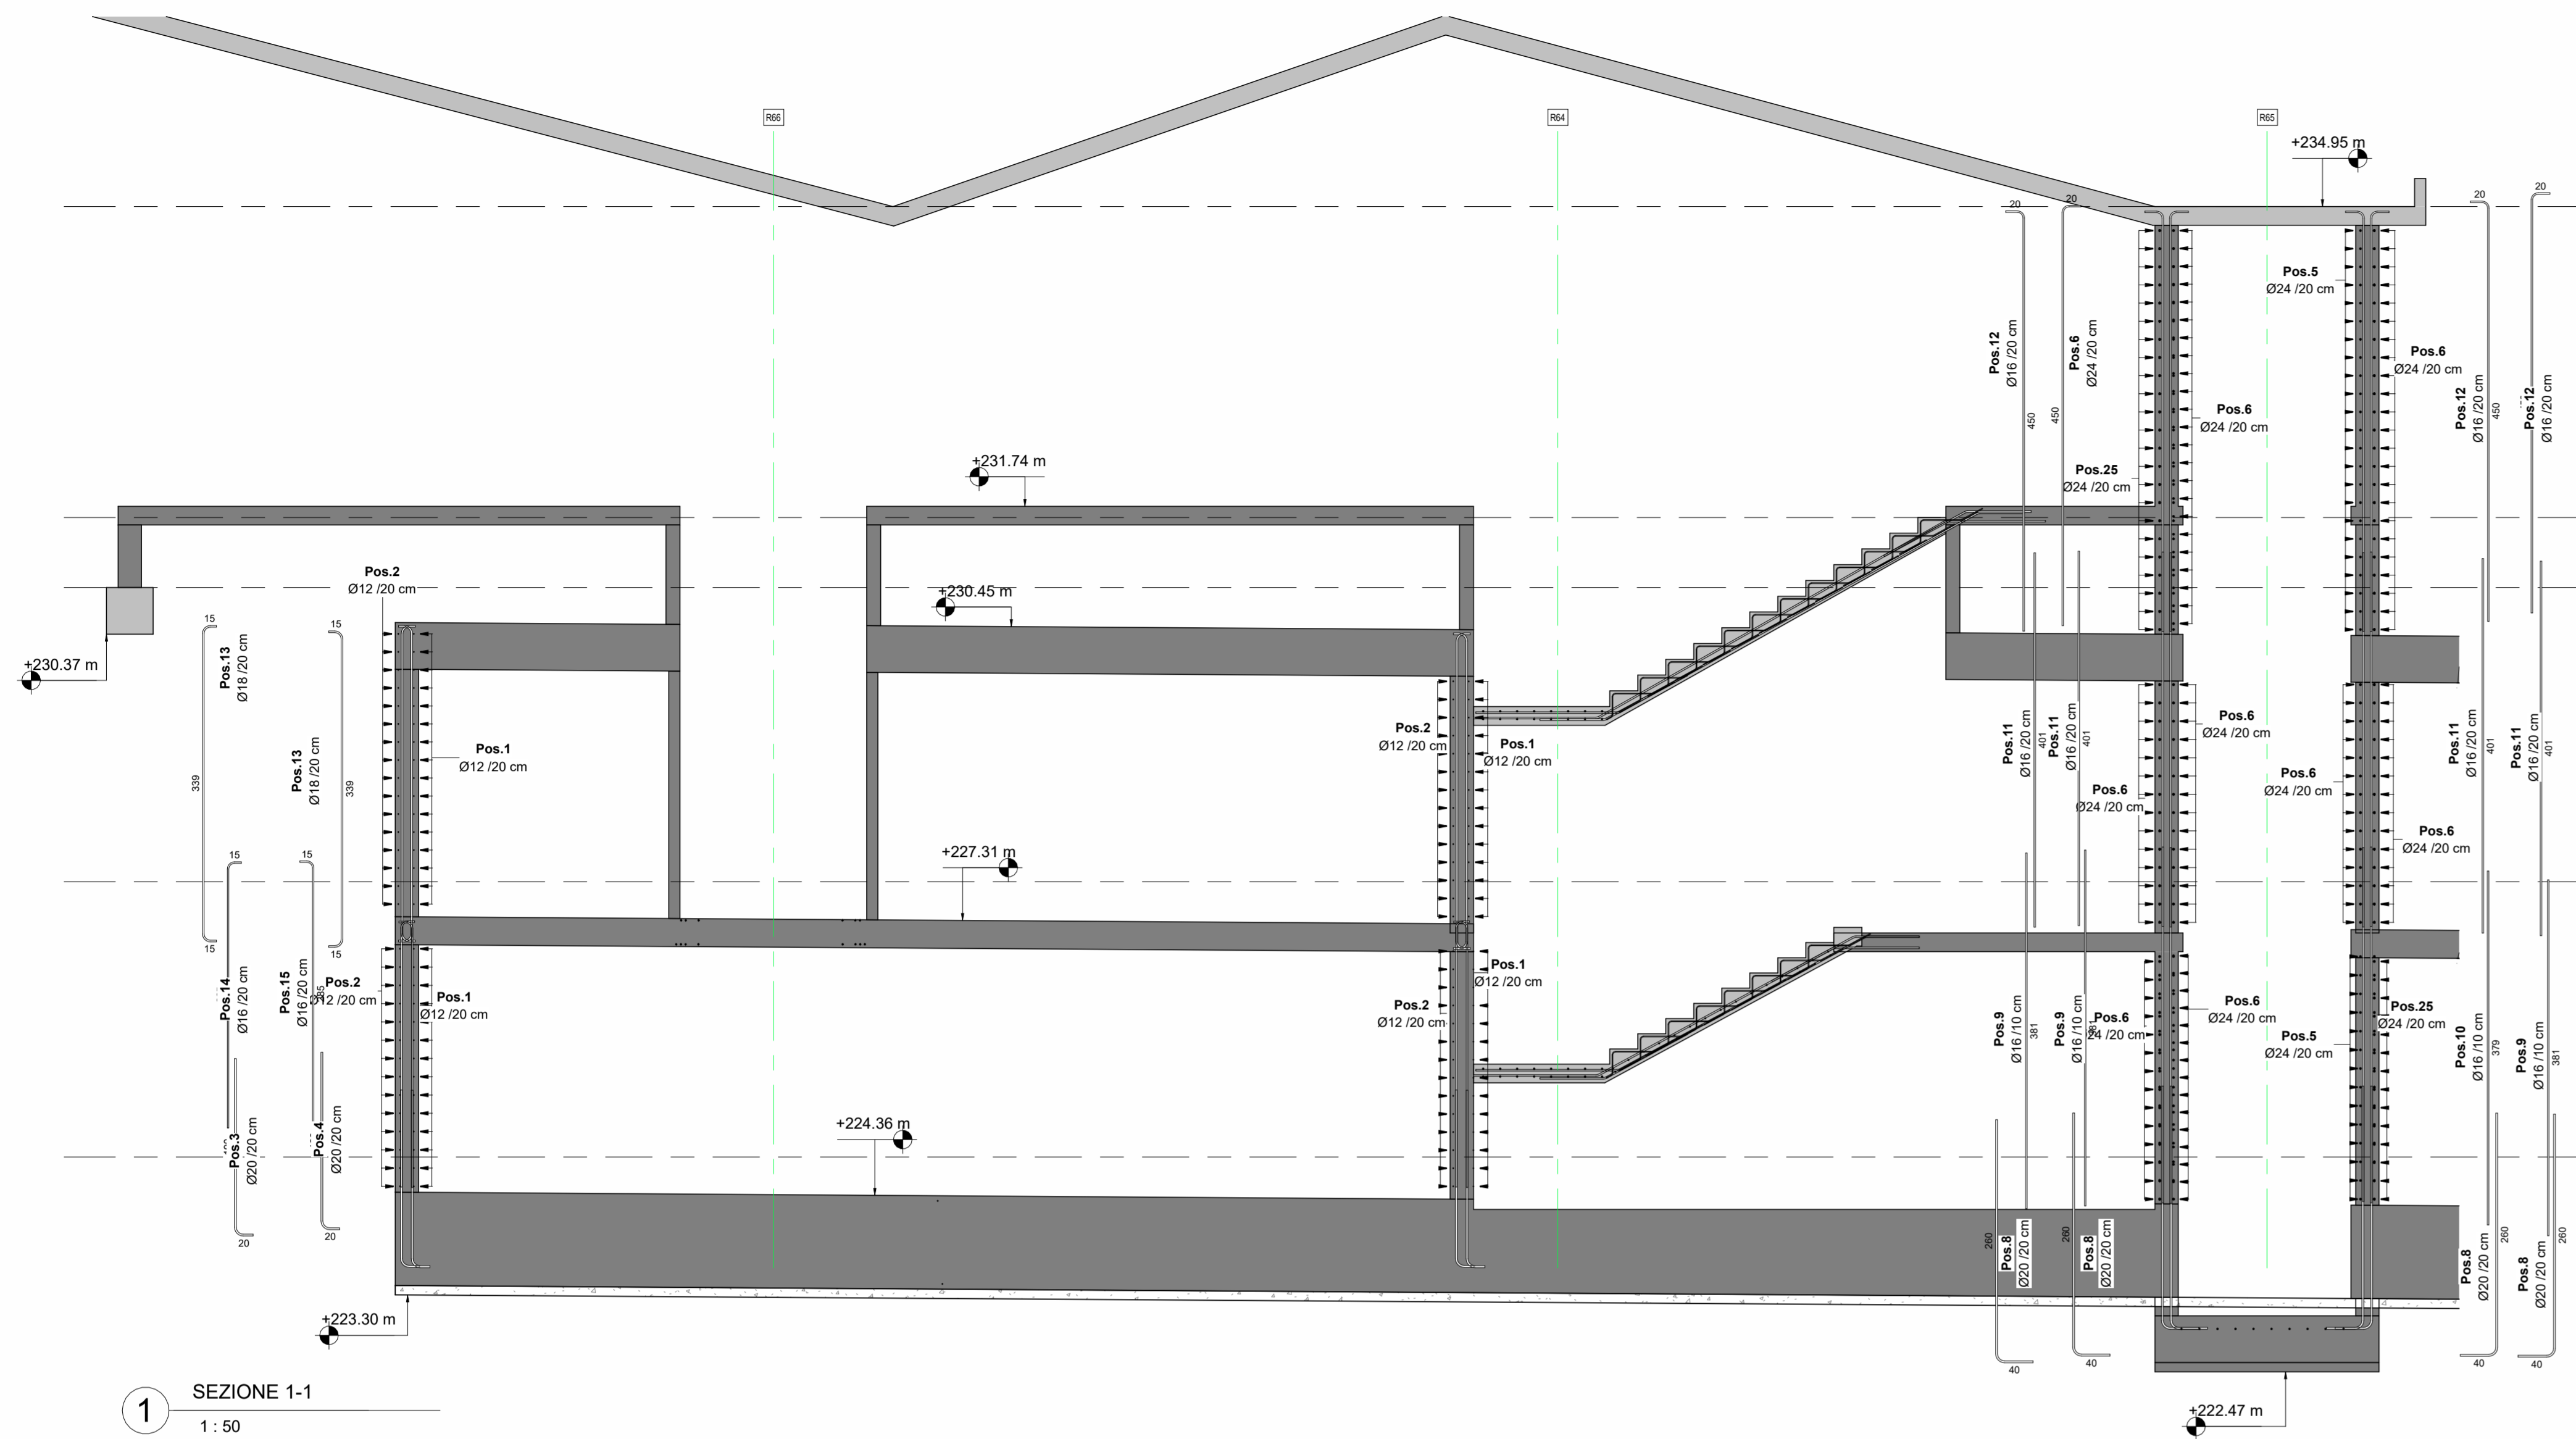 R66
R64
R65
+234.95 m
20
20
20
20
Pos.5
Ø24 /20 cm
Pos.12
Ø16 /20 cm
450
Pos.6
Ø24 /20 cm
450
Pos.6
Ø24 /20 cm
Pos.12
Ø16 /20 cm
450
Pos.12
Ø16 /20 cm
Pos.6
Ø24 /20 cm
Pos.25
Ø24 /20 cm
+231.74 m
Pos.2
Ø12 /20 cm
+230.45 m
15
Pos.13
Ø18 /20 cm
15
+230.37 m
339
Pos.13
Ø18 /20 cm
339
Pos.1
Ø12 /20 cm
Pos.2
Ø12 /20 cm
Pos.1
Ø12 /20 cm
Pos.11
Ø16 /20 cm
401
Pos.11
Ø16 /20 cm
401
Pos.6
Ø24 /20 cm
Pos.6
Ø24 /20 cm
Pos.6
Ø24 /20 cm
Pos.6
Ø24 /20 cm
Pos.11
Ø16 /20 cm
401
Pos.11
Ø16 /20 cm
401
15
15
+227.31 m
15
15
Pos.14
Ø16 /20 cm
Pos.15
Ø16 /20 cm
Pos.2
Ø12 /20 cm
Pos.1
Ø12 /20 cm
Pos.2
Ø12 /20 cm
Pos.1
Ø12 /20 cm
Pos.9
Ø16 /10 cm
381
Pos.9
Ø16 /10 cm
Pos.6
24 /20 cm
Pos.6
Ø24 /20 cm
Pos.5
Ø24 /20 cm
Pos.25
Ø24 /20 cm
Pos.10
Ø16 /10 cm
379
Pos.9
Ø16 /10 cm
381
+224.36 m
Pos.3
Ø20 /20 cm
20
Pos.4
Ø20 /20 cm
20
260
Pos.8
Ø20 /20 cm
40
260
Pos.8
Ø20 /20 cm
40
Pos.8
Ø20 /20 cm
260
40
Pos.8
Ø20 /20 cm
260
40
+223.30 m
+222.47 m
1
SEZIONE 1-1
1 : 50